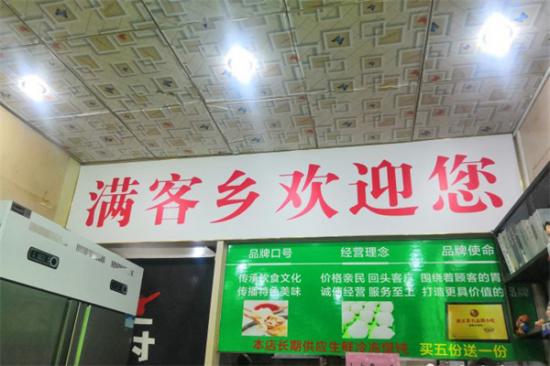 满客乡欢迎您
品牌口号 经营理念 品牌使命
传承饮食文化 价格亲民 回头客广 围绕着顾客的胃
传播特色美味 诚信经营 服务至上 打造更具价值的品牌
本店长期供应生鲜冷冻馄饨 买五份送一份